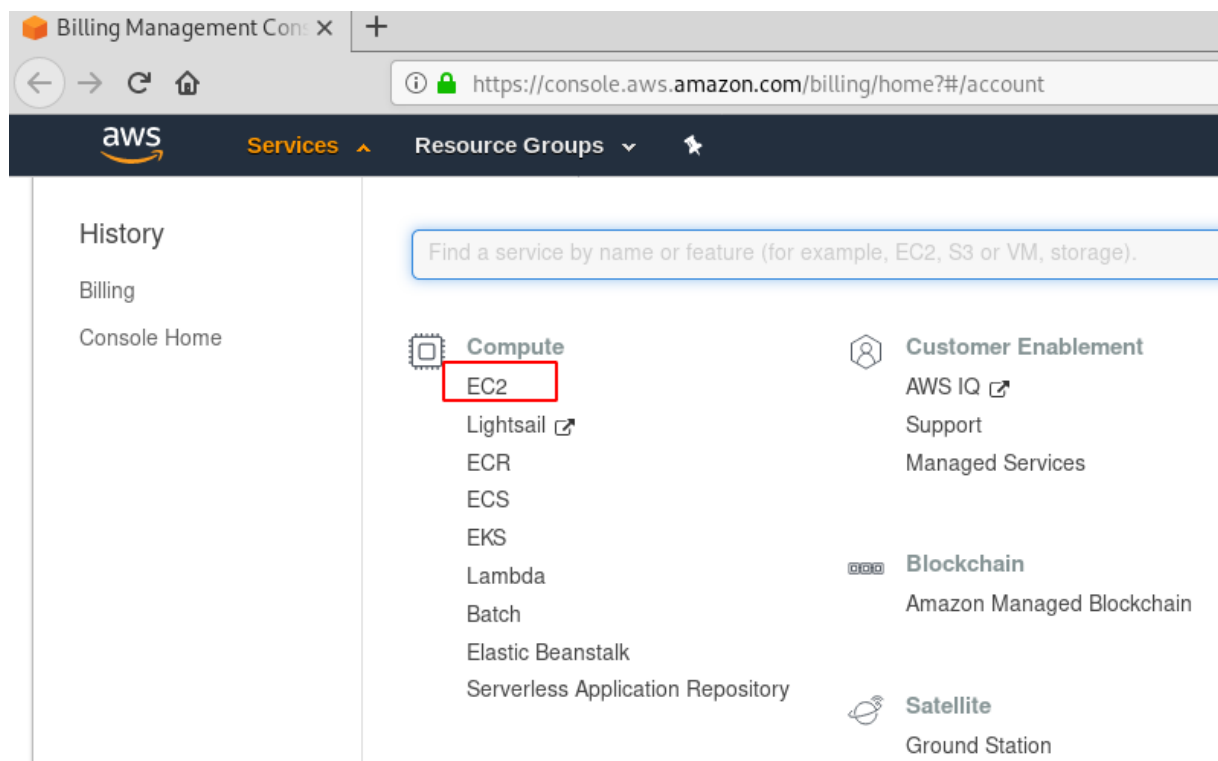 Billing Management Con
https://console.aws.amazon.com/billing/home?#/account
aws Services Resource Groups
History
Billing
Console Home
Find a service by name or feature (for example, EC2, S3 or VM, storage).
Compute
EC2
Lightsail
ECR
ECS
EKS
Lambda
Batch
Elastic Beanstalk
Serverless Application Repository
Customer Enablement
AWS IQ
Support
Managed Services
Blockchain
Amazon Managed Blockchain
Satellite
Ground Station